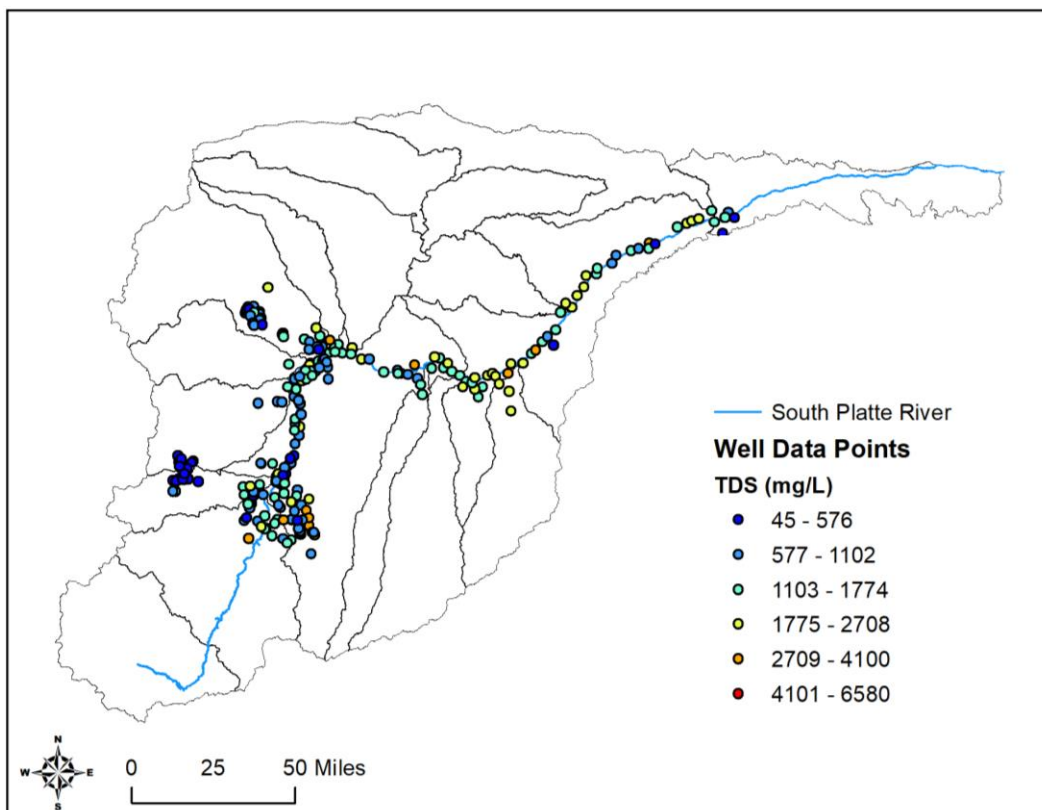 South Platte River
Well Data Points
TDS (mg/L)
45 - 576
577 - 1102
1103 - 1774
1775 - 2708
2709 - 4100
4101 - 6580
N
W E
S
0 25 50 Miles